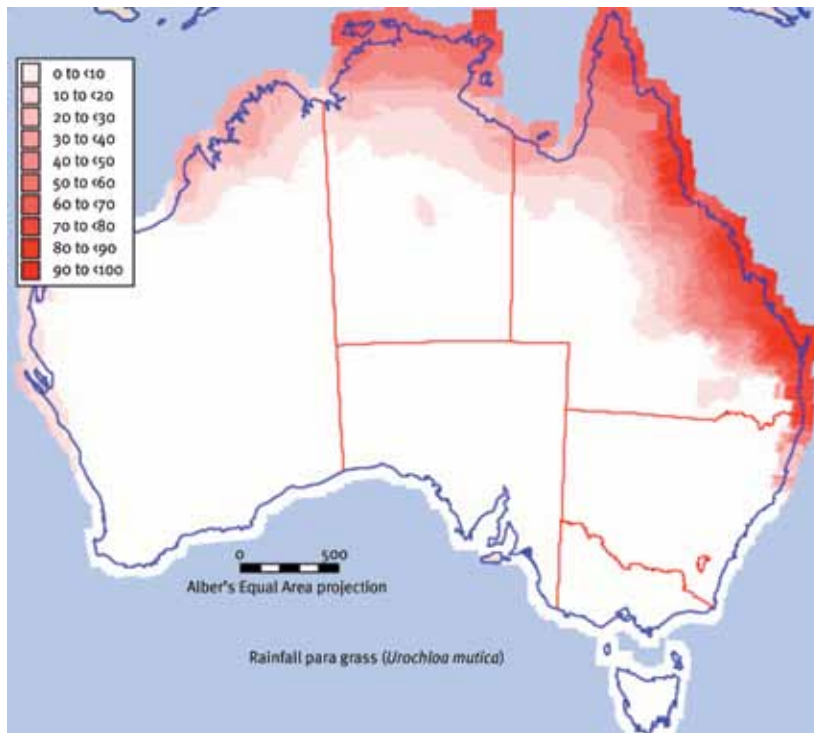 0 to <10
10 to <20
20 to <30
30 to <40
40 to <50
50 to <60
60 to <70
70 to <80
80 to <90
90 to <100
0 500
Alber's Equal Area projection
Rainfall para grass (Urochloa mutica)